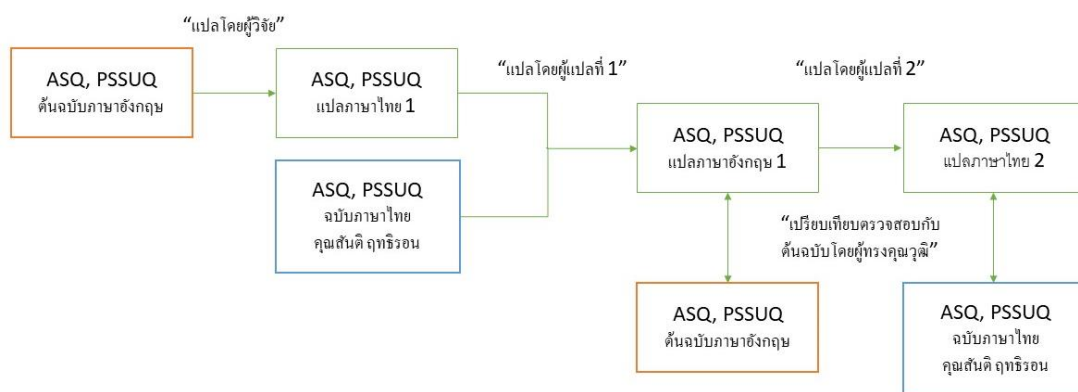 “แปลโดยผู้วิจัย”
ASQ, PSSUQ
ต้นฉบับภาษาอังกฤษ
ASQ, PSSUQ
แปลภาษาไทย 1
“แปลโดยผู้แปลที่ 1”
“แปลโดยผู้แปลที่ 2”
ASQ, PSSUQ
ฉบับภาษาไทย
คุณสันติ ฤทธิรอน
ASQ, PSSUQ
แปลภาษาอังกฤษ 1
ASQ, PSSUQ
แปลภาษาไทย 2
“เปรียบเทียบตรวจสอบกับ
ต้นฉบับโดยผู้ทรงคุณวุฒิ”
ASQ, PSSUQ
ต้นฉบับภาษาอังกฤษ
ASQ, PSSUQ
ฉบับภาษาไทย
คุณสันติ ฤทธิรอน